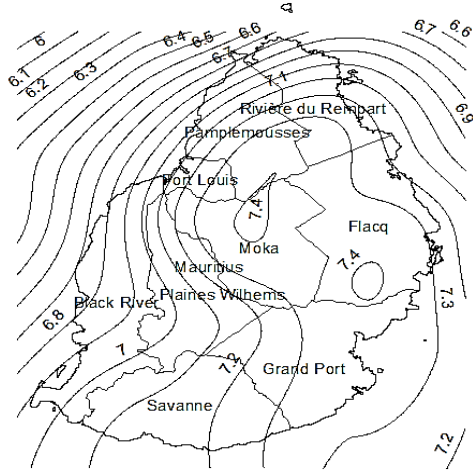 6.7
6.6
6
6.4
6.5
6.6
6.1
6.2
6.3
6.7
7.1
6.9
Rivière du Rempart
Pamplemousses
Port Louis
7.4
Flacq
Moka
7.4
Mauritius
Plaines Wilhems
Black River
7.3
6.8
7
7.2
Grand Port
Savanne
7.2